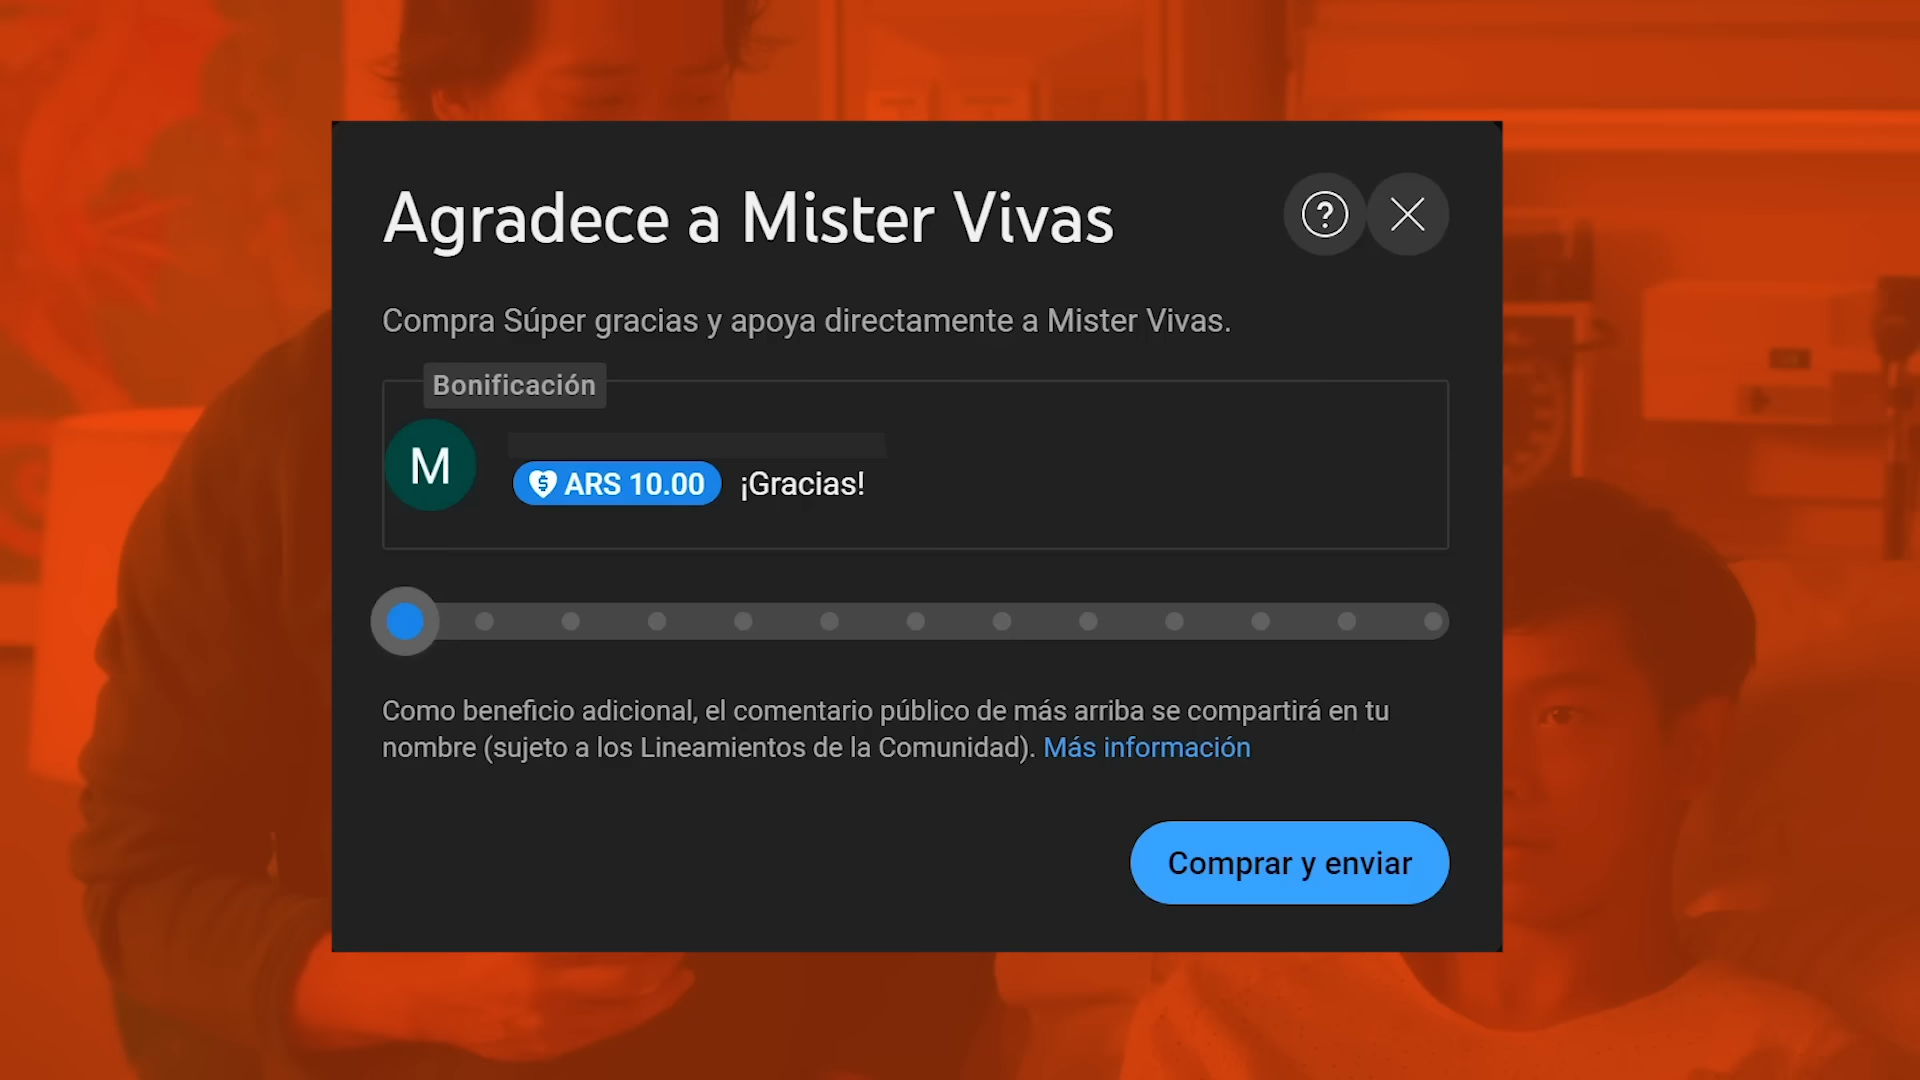 Agradece a Mister Vivas
Compra Súper gracias y apoya directamente a Mister Vivas.
Bonificación
M
ARS 10.00 ¡Gracias!
Como beneficio adicional, el comentario público de más arriba se compartirá en tu
nombre (sujeto a los Lineamientos de la Comunidad). Más información
Comprar y enviar